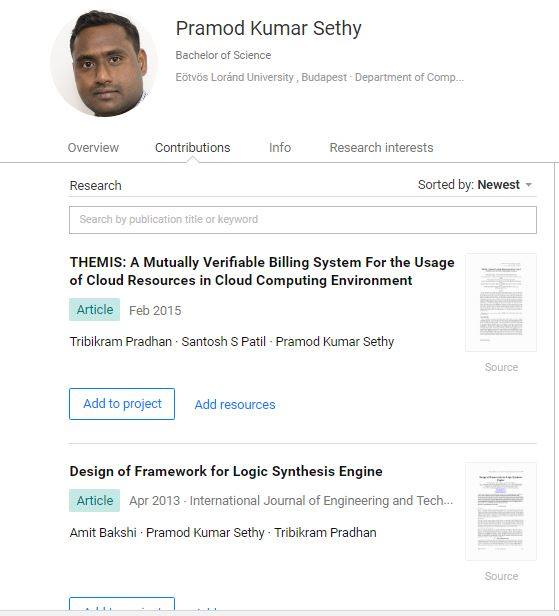 Pramod Kumar Sethy
Bachelor of Science
Eötvös Loránd University , Budapest · Department of Comp...
Overview Contributions Info Research interests
Research Sorted by: Newest
Search by publication title or keyword
THEMIS: A Mutually Verifiable Billing System For the Usage
of Cloud Resources in Cloud Computing Environment
Article Feb 2015
Tribikram Pradhan · Santosh S Patil · Pramod Kumar Sethy
Source
Add to project Add resources
Design of Framework for Logic Synthesis Engine
Article Apr 2013 · International Journal of Engineering and Tech...
Amit Bakshi · Pramod Kumar Sethy · Tribikram Pradhan
Source